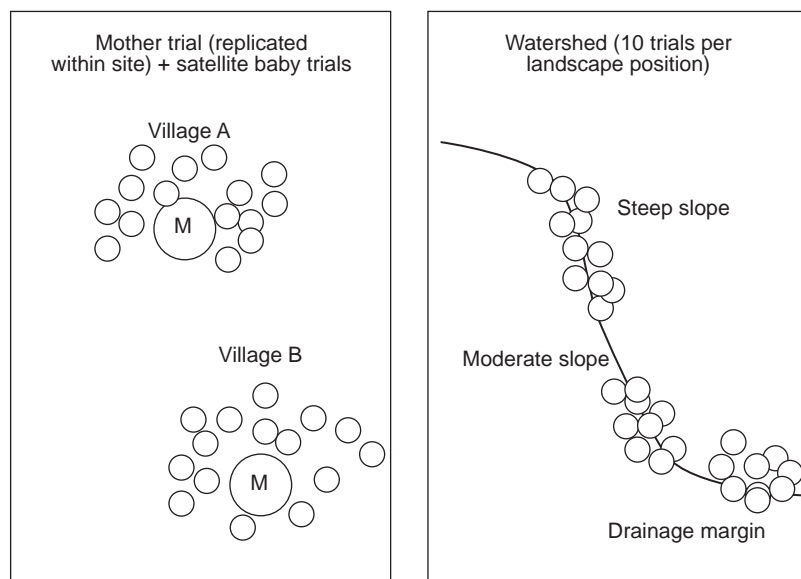 Mother trial (replicated
within site) + satellite baby trials
Village A
M
Village B
M
Watershed (10 trials per
landscape position)
Steep slope
Moderate slope
Drainage margin